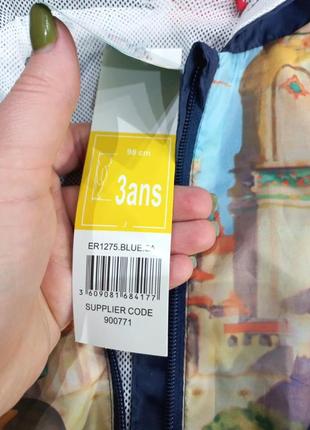 98 cm
3ans
ER1275.BLUE.
3 609081 684177
SUPPLIER CODE
900771